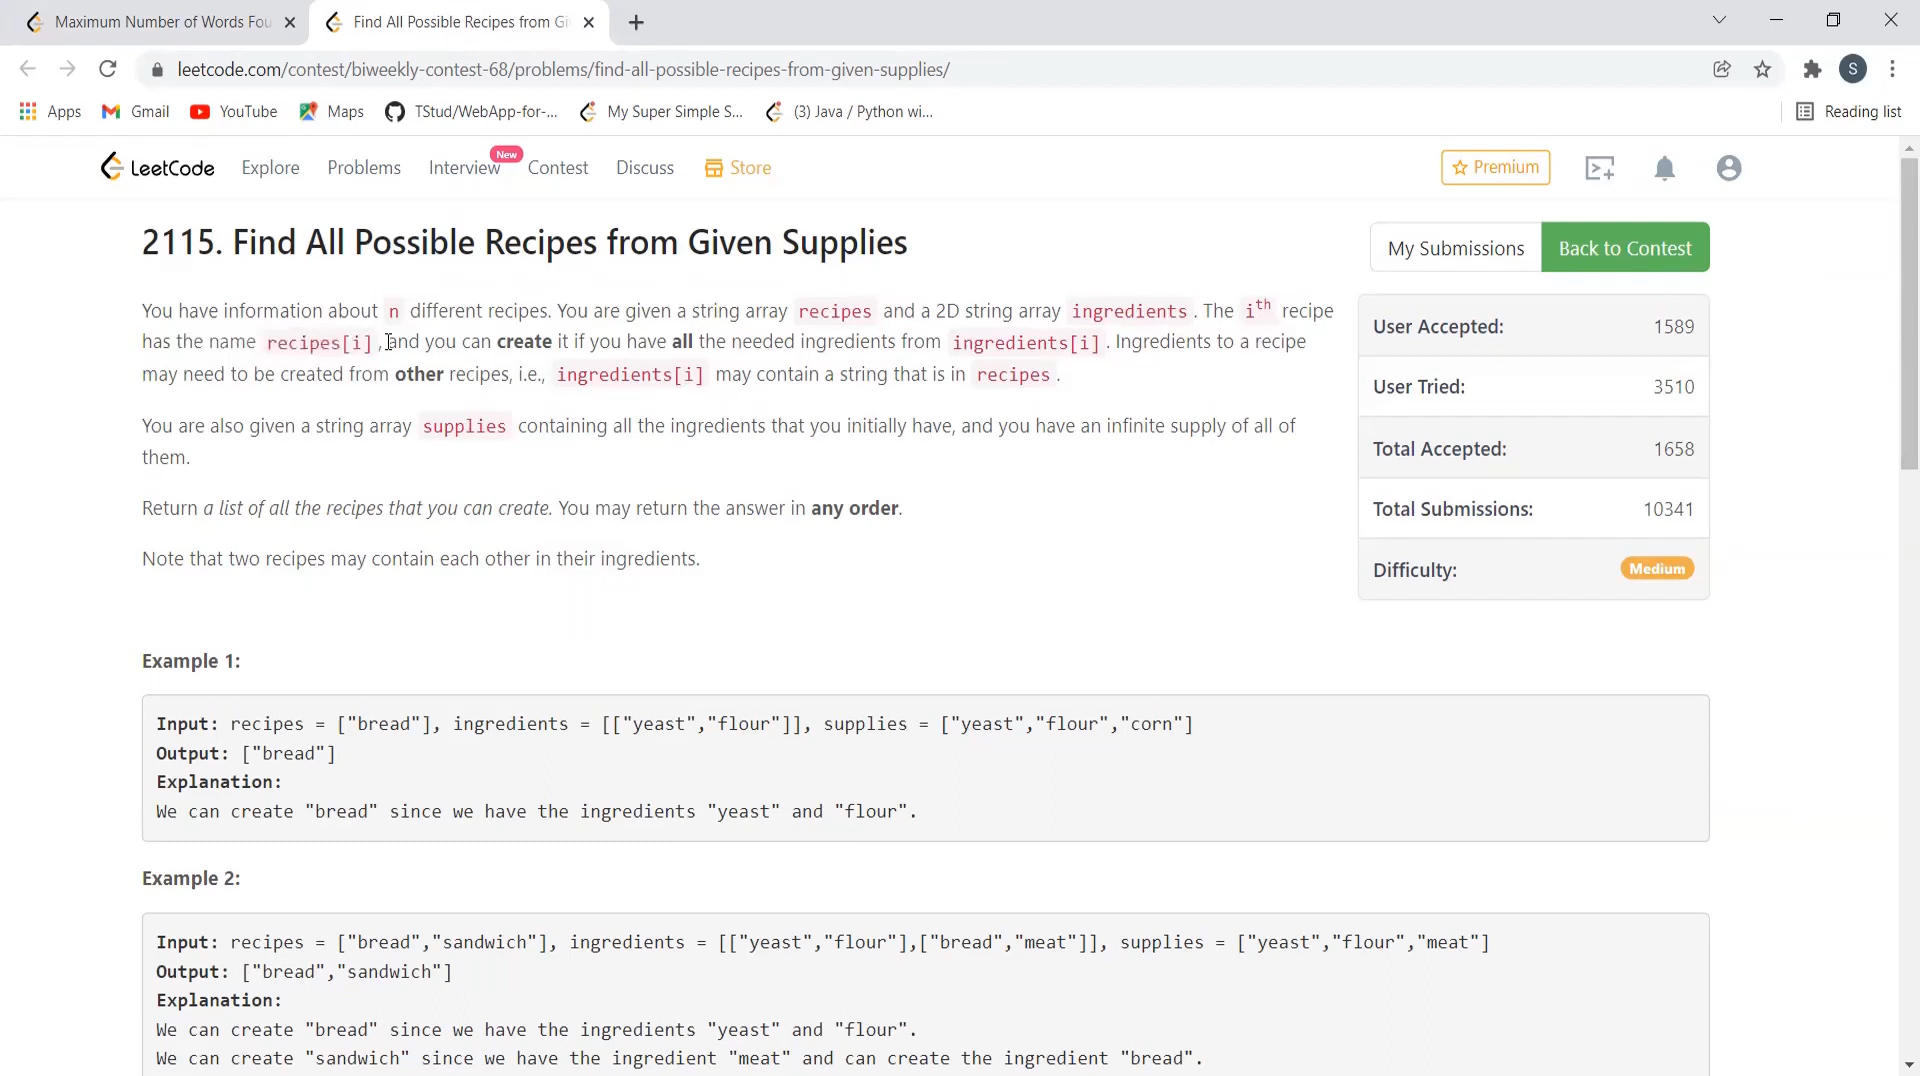 Maximum Number of Words Fou
Find All Possible Recipes from Gi
leetcode.com/contest/biweekly-contest-68/problems/find-all-possible-recipes-from-given-supplies/
S
Apps Gmail YouTube Maps TStud/WebApp-for-... My Super Simple S... (3) Java / Python wi... Reading list
LeetCode Explore Problems Interview New Contest Discuss Store Premium
2115. Find All Possible Recipes from Given Supplies
My Submissions Back to Contest
You have information about n different recipes. You are given a string array recipes and a 2D string array ingredients. The ith recipe
has the name recipes[i], and you can create it if you have all the needed ingredients from ingredients[i]. Ingredients to a recipe
may need to be created from other recipes, i.e., ingredients[i] may contain a string that is in recipes.
You are also given a string array supplies containing all the ingredients that you initially have, and you have an infinite supply of all of
them.
Return a list of all the recipes that you can create. You may return the answer in any order.
Note that two recipes may contain each other in their ingredients.
User Accepted: 1589
User Tried: 3510
Total Accepted: 1658
Total Submissions: 10341
Difficulty: Medium
Example 1:
Input: recipes = ["bread"], ingredients = [["yeast","flour"]], supplies = ["yeast","flour","corn"]
Output: ["bread"]
Explanation:
We can create "bread" since we have the ingredients "yeast" and "flour".
Example 2:
Input: recipes = ["bread","sandwich"], ingredients = [["yeast","flour"],["bread","meat"]], supplies = ["yeast","flour","meat"]
Output: ["bread","sandwich"]
Explanation:
We can create "bread" since we have the ingredients "yeast" and "flour".
We can create "sandwich" since we have the ingredient "meat" and can create the ingredient "bread".